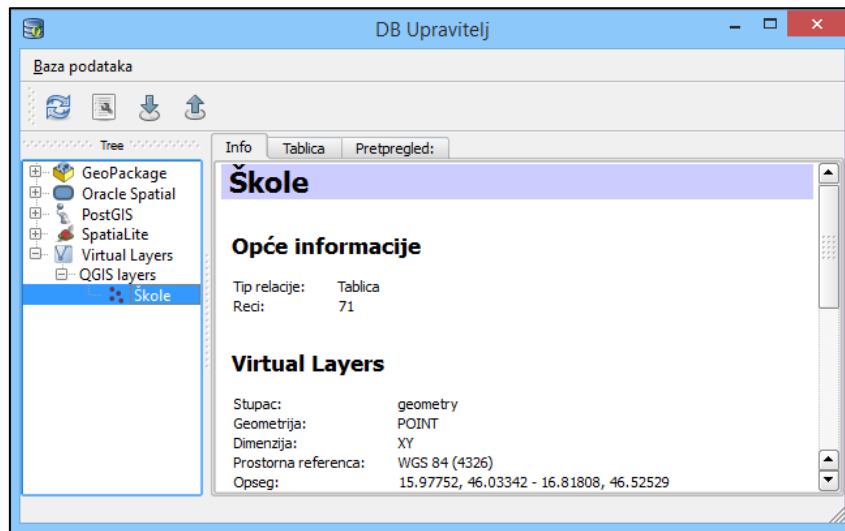 DB Upravitelj
Baza podataka
Tree
GeoPackage
Oracle Spatial
PostGIS
SpatiaLite
Virtual Layers
QGIS layers
Škole
Info Tablica Pretpregled:
Škole
Opće informacije
Tip relacije: Tablica
Reci: 71
Virtual Layers
Stupac: geometry
Geometrija: POINT
Dimenzija: XY
Prostorna referenca: WGS 84 (4326)
Opseg: 15.97752, 46.03342 - 16.81808, 46.52529